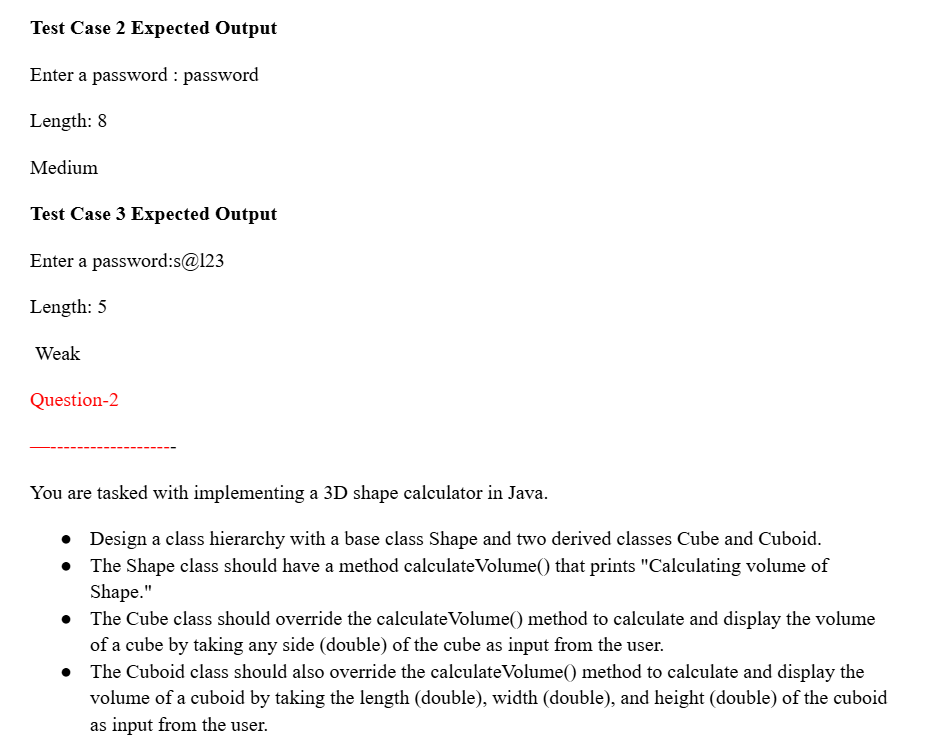 Test Case 2 Expected Output
Enter a password : password
Length: 8
Medium
Test Case 3 Expected Output
Enter a password:s@l23
Length: 5
Weak
Question-2
—-------------------
You are tasked with implementing a 3D shape calculator in Java.
● Design a class hierarchy with a base class Shape and two derived classes Cube and Cuboid.
● The Shape class should have a method calculateVolume() that prints "Calculating volume of
Shape."
● The Cube class should override the calculateVolume() method to calculate and display the volume
of a cube by taking any side (double) of the cube as input from the user.
● The Cuboid class should also override the calculateVolume() method to calculate and display the
volume of a cuboid by taking the length (double), width (double), and height (double) of the cuboid
as input from the user.